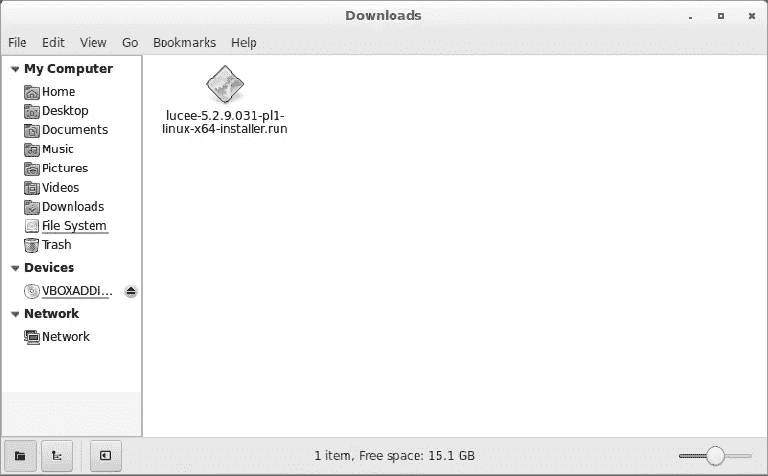 Downloads
File Edit View Go Bookmarks Help
My Computer
Home
Desktop
Documents
Music
Pictures
Videos
Downloads
File System
Trash
Devices
VBOXADDi...
Network
Network
lucee-5.2.9.031-pl1-
linux-x64-installer.run
1 item, Free space: 15.1 GB